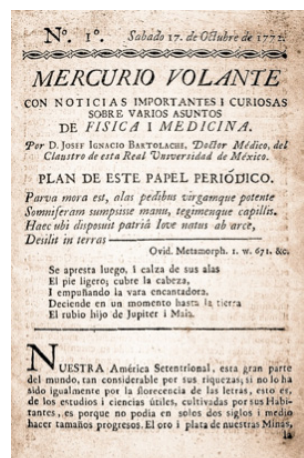 Nº. 1º. Sabado 17. de Octubre de 1772.
MERCURIO VOLANTE
CON NOTICIAS IMPORTANTES I CURIOSAS
SOBRE VARIOS ASUNTOS
DE FISICA I MEDICINA.
Por D. Josef Ignacio Bartolache, Doctor Médico, del
Claustro de esta Real Universidad de México.
PLAN DE ESTE PAPEL PERIÓDICO.
Parva mora est, alas pedibus virgamque potente
Somniferam sumpsisse manu, tegimenque capillis.
Haec ubi disposuit patriâ Iove natus ab arce,
Desilit in terras
Ovid. Metamorph. 1. w. 671. &c.
Se apresta luego, i calza de sus alas
El pie ligero; cubre la cabeza,
I empuñando la vara encantadora,
Deciende en un momento hasta la tierra
El rubio hijo de Jupiter i Maia.
NUESTRA América Setentrional, esta gran parte
del mundo, tan considerable por sus riquezas; si no lo ha
sido igualmente por la florecencia de las letras, esto es,
de los estudios i ciencias útiles, cultivadas por sus Habi-
tantes, es porque no podia en solos dos siglos i medio
hacer tamaños progresos. El oro i plata de nuestras Minas,
la